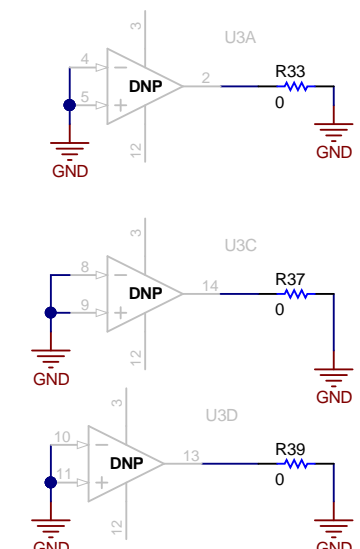 3
U3A
4
DNP
2
R33
5
0
12
GND
GND
3
U3C
8
DNP
14
R37
9
0
12
GND
GND
3
U3D
10
DNP
13
R39
11
0
12
GND
GND